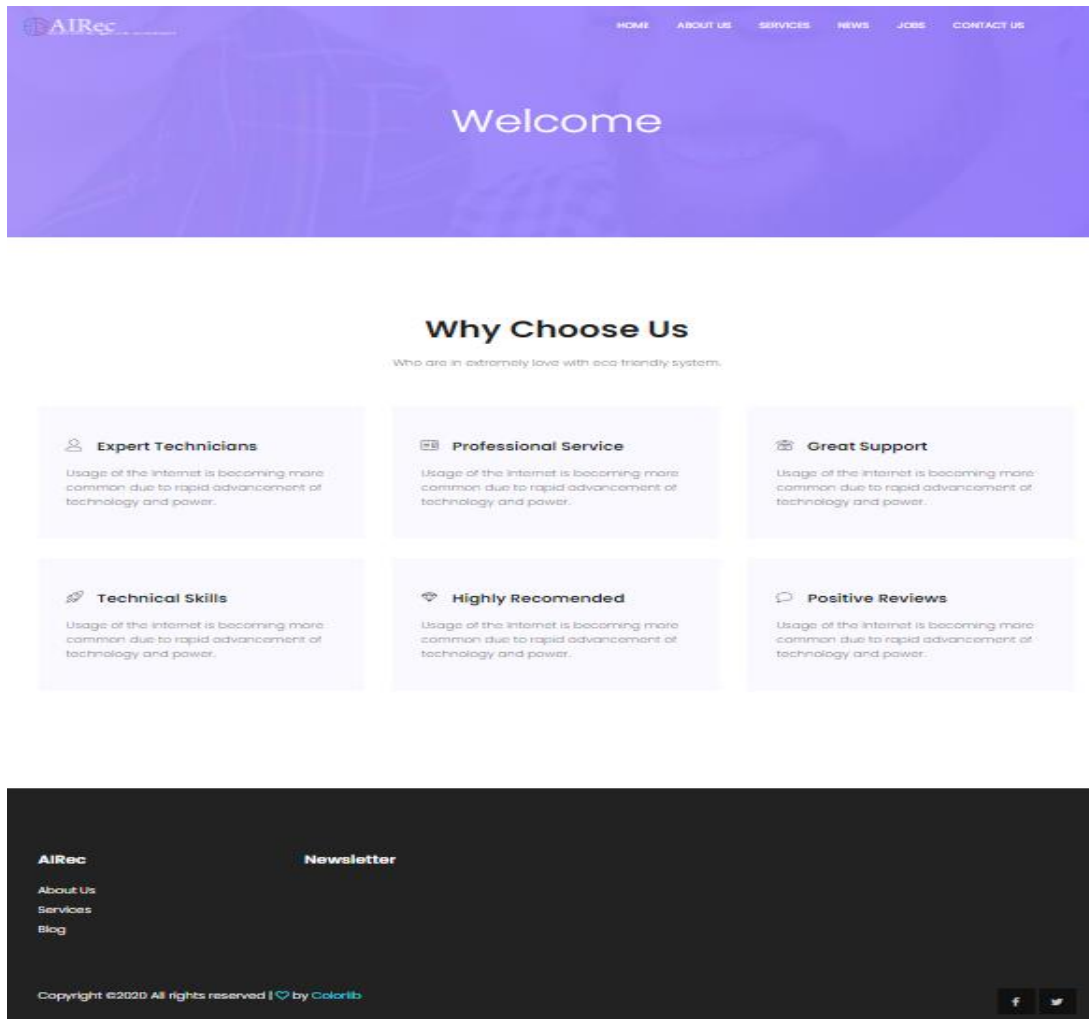 AIRec
HOME ABOUT US SERVICES NEWS JOBS CONTACT US
Welcome
Why Choose Us
Who are in extremely love with eco friendly system.
Expert Technicians
Usage of the Internet is becoming more
common due to rapid advancement of
technology and power.
Professional Service
Usage of the Internet is becoming more
common due to rapid advancement of
technology and power.
Great Support
Usage of the Internet is becoming more
common due to rapid advancement of
technology and power.
Technical Skills
Usage of the Internet is becoming more
common due to rapid advancement of
technology and power.
Highly Recomended
Usage of the Internet is becoming more
common due to rapid advancement of
technology and power.
Positive Reviews
Usage of the Internet is becoming more
common due to rapid advancement of
technology and power.
AIRec
About Us
Services
Blog
Newsletter
Copyright ©2020 All rights reserved | ♡ by Colorlib